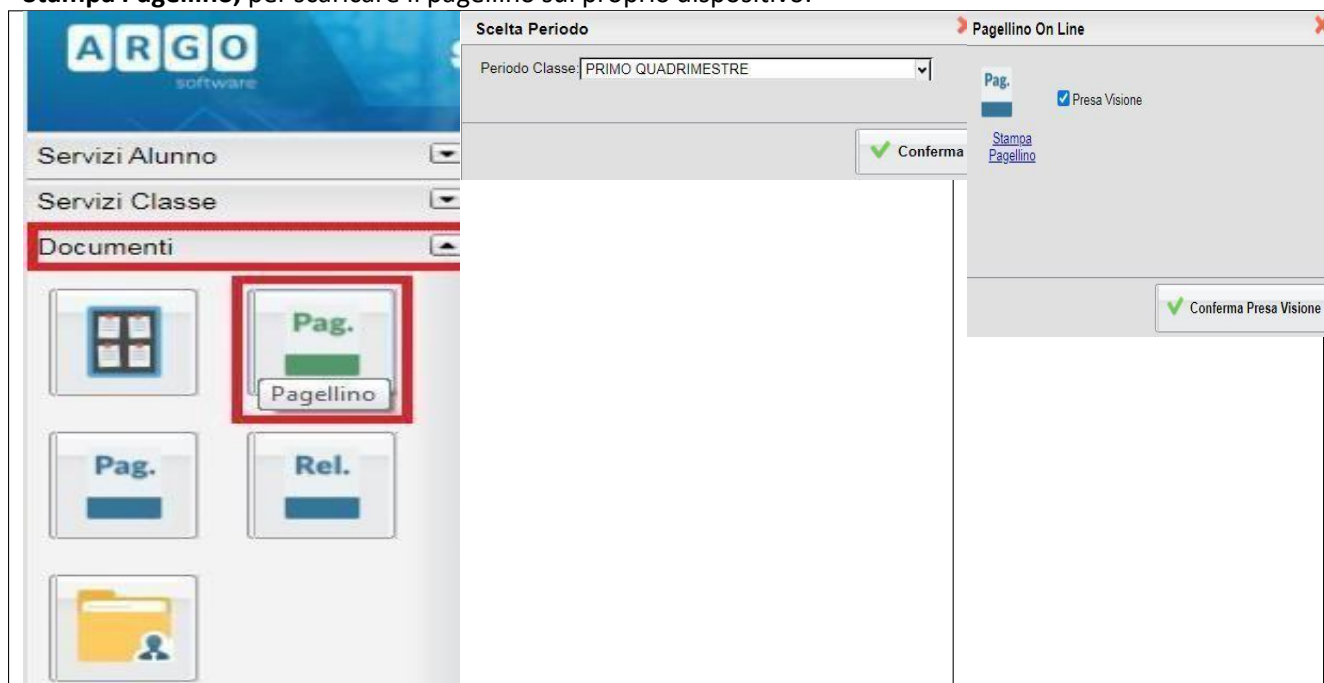 Stampa Pagellino, per scaricare il pagellino sul proprio dispositivo.
ARGO
software
Servizi Alunno
Servizi Classe
Documenti
Pag.
Pagellino
Pag.
Rel.
Scelta Periodo
Periodo Classe: PRIMO QUADRIMESTRE
Conferma
Pagellino On Line
Pag.
Presa Visione
Stampa
Pagellino
Conferma Presa Visione